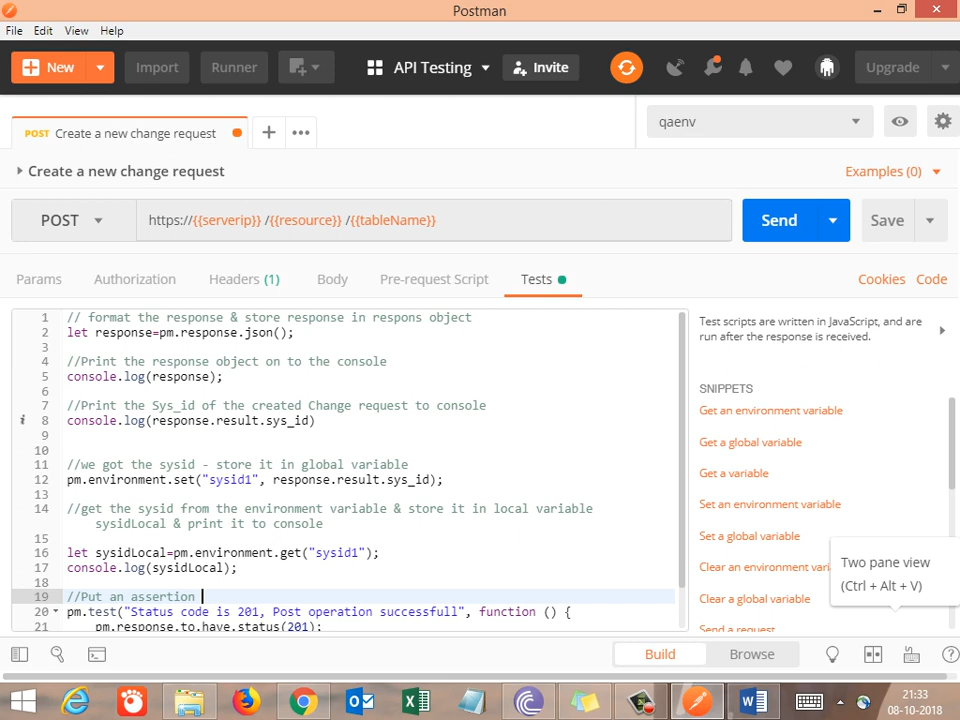 Postman
File Edit View Help
New Import Runner API Testing Invite Upgrade
POST Create a new change request
qaenv
Create a new change request
Examples (0)
POST https://{{serverip}} /{{resource}} /{{tableName}} Send Save
Params Authorization Headers (1) Body Pre-request Script Tests Cookies Code
1 // format the response & store response in respons object
2 let response=pm.response.json();
3
4 //Print the response object on to the console
5 console.log(response);
6
7 //Print the Sys_id of the created Change request to console
i 8 console.log(response.result.sys_id)
9
10
11 //we got the sysid - store it in global variable
12 pm.environment.set("sysid1", response.result.sys_id);
13
14 //get the sysid from the environment variable & store it in local variable
sysidLocal & print it to console
15
16 let sysidLocal=pm.environment.get("sysid1");
17 console.log(sysidLocal);
18
19 //Put an assertion
20 pm.test("Status code is 201, Post operation successfull", function () {
21 pm.response.to.have.status(201);
Test scripts are written in JavaScript, and are
run after the response is received.
SNIPPETS
Get an environment variable
Get a global variable
Get a variable
Set an environment variable
Set a global variable
Clear an environment vari
Clear a global variable
Send a request
Two pane view
(Ctrl + Alt + V)
Build Browse
21:33
08-10-2018